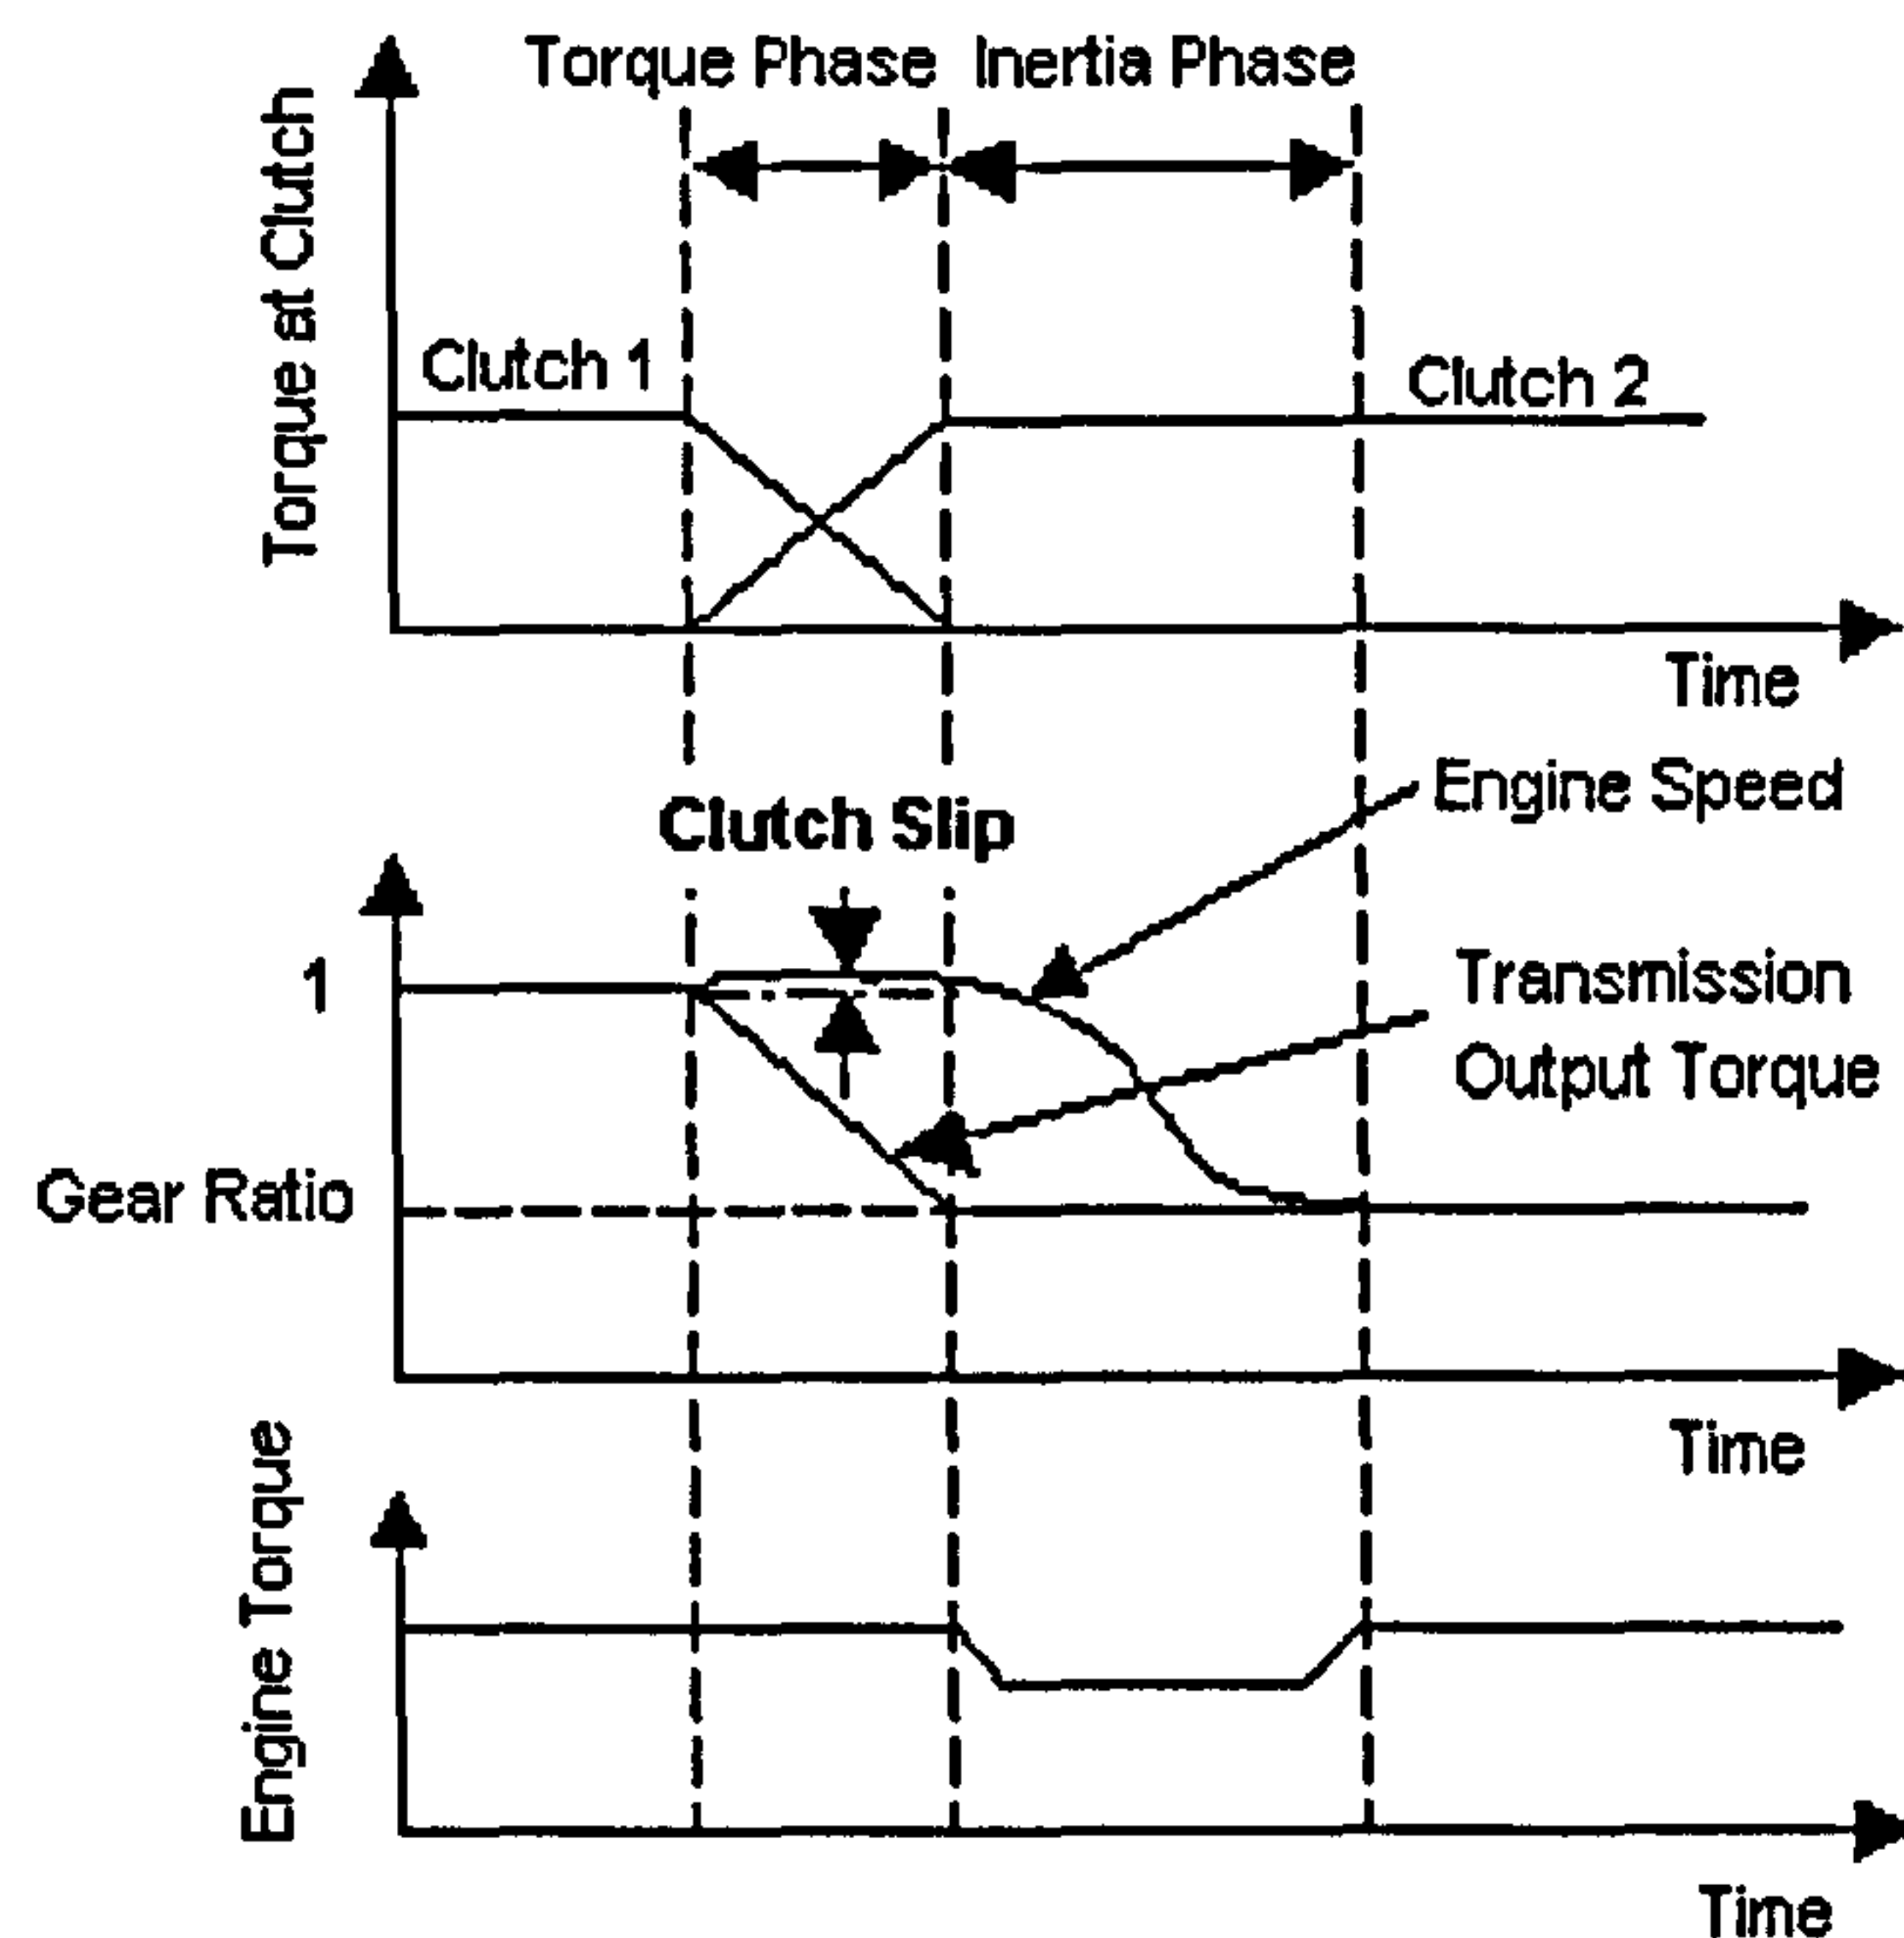 Torque Phase Inertia Phase
Torque at Clutch
Clutch 1
Clutch 2
Time
Clutch Slip
Engine Speed
1
Transmission
Output Torque
Gear Ratio
Time
Engine Torque
Time